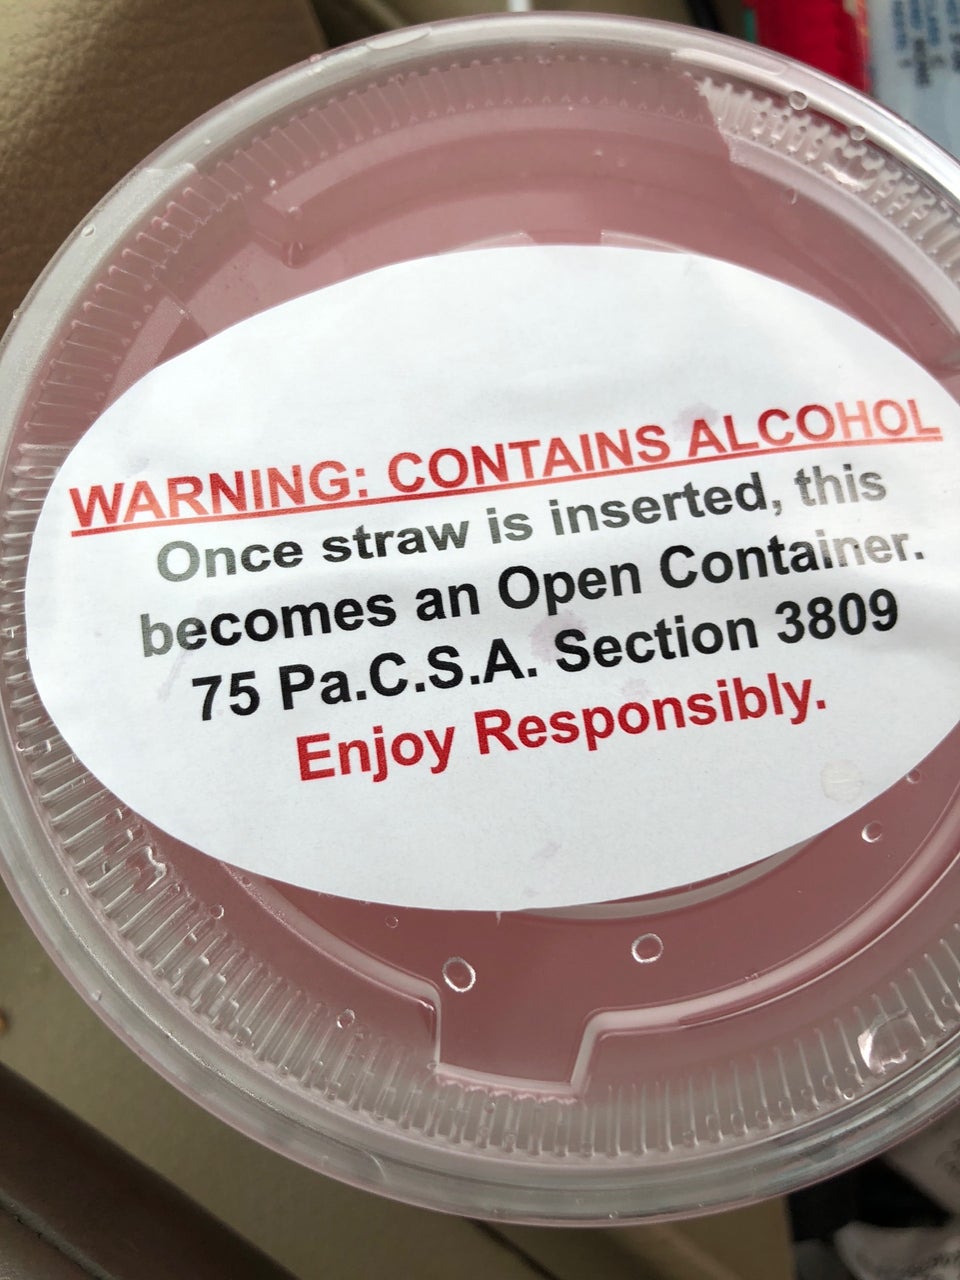 WARNING: CONTAINS ALCOHOL
Once straw is inserted, this
becomes an Open Container.
75 Pa.C.S.A. Section 3809
Enjoy Responsibly.